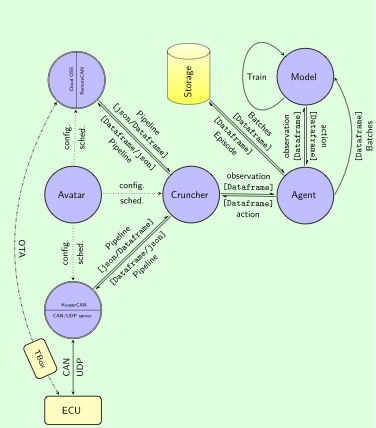 Cloud OSS
RemoteCAN
Storage
Train
Model
Pipeline
[json/Dataframe]
[Dataframe/json]
Pipeline
Batches
[Dataframe]
[Dataframe]
Episode
observation
[Dataframe]
[Dataframe]
action
[Dataframe]
Batches
config.
sched.
Avatar
config.
sched.
Cruncher
observation
[Dataframe]
[Dataframe]
action
Agent
config.
sched.
Pipeline
[json/Dataframe]
[Dataframe/json]
Pipeline
OTA
KvaserCAN
CAN/UDP server
TBox
CAN
UDP
ECU